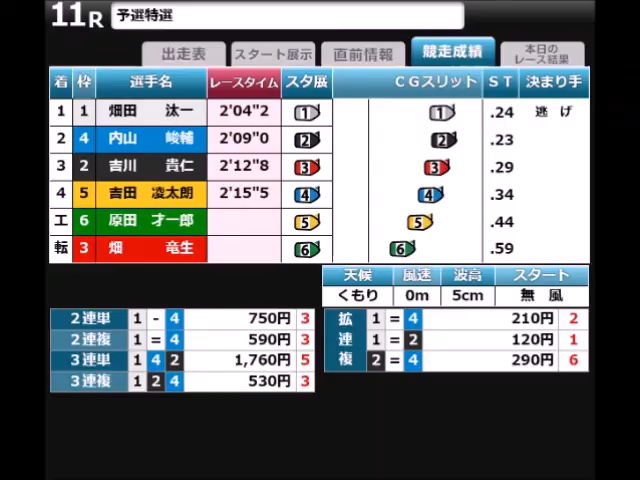 11R 予選特選
出走表 スタート展示 直前情報 競走成績 本日のレース結果
着 枠 選手名 レースタイム スタ展 CGスリット ST 決まり手
1 1 畑田 汰一 2'04"2 1 1 .24 逃げ
2 4 内山 峻輔 2'09"0 2 2 .23
3 2 吉川 貴仁 2'12"8 3 3 .29
4 5 吉田 凌太朗 2'15"5 4 4 .34
エ 6 原田 才一郎 5 5 .44
転 3 畑 竜生 6 6 .59
天候 風速 波高 スタート
くもり 0m 5cm 無風
2連単 1 - 4 750円 3
2連複 1 = 4 590円 3
3連単 1 4 2 1,760円 5
3連複 1 2 4 530円 3
拡 1 = 4 210円 2
連 1 = 2 120円 1
複 2 = 4 290円 6